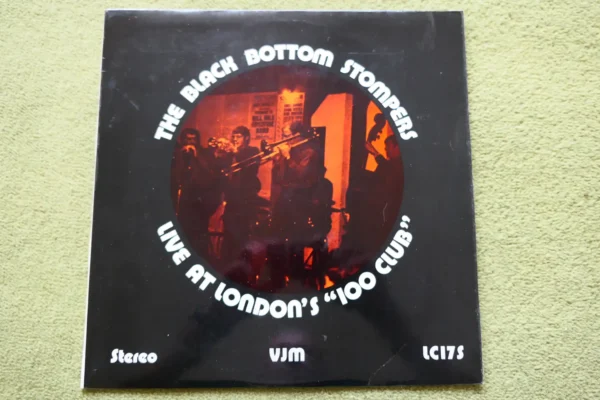 THE BLACK BOTTOM STOMPERS
LIVE AT LONDON'S "100 CLUB"
Stereo VJM LC17S